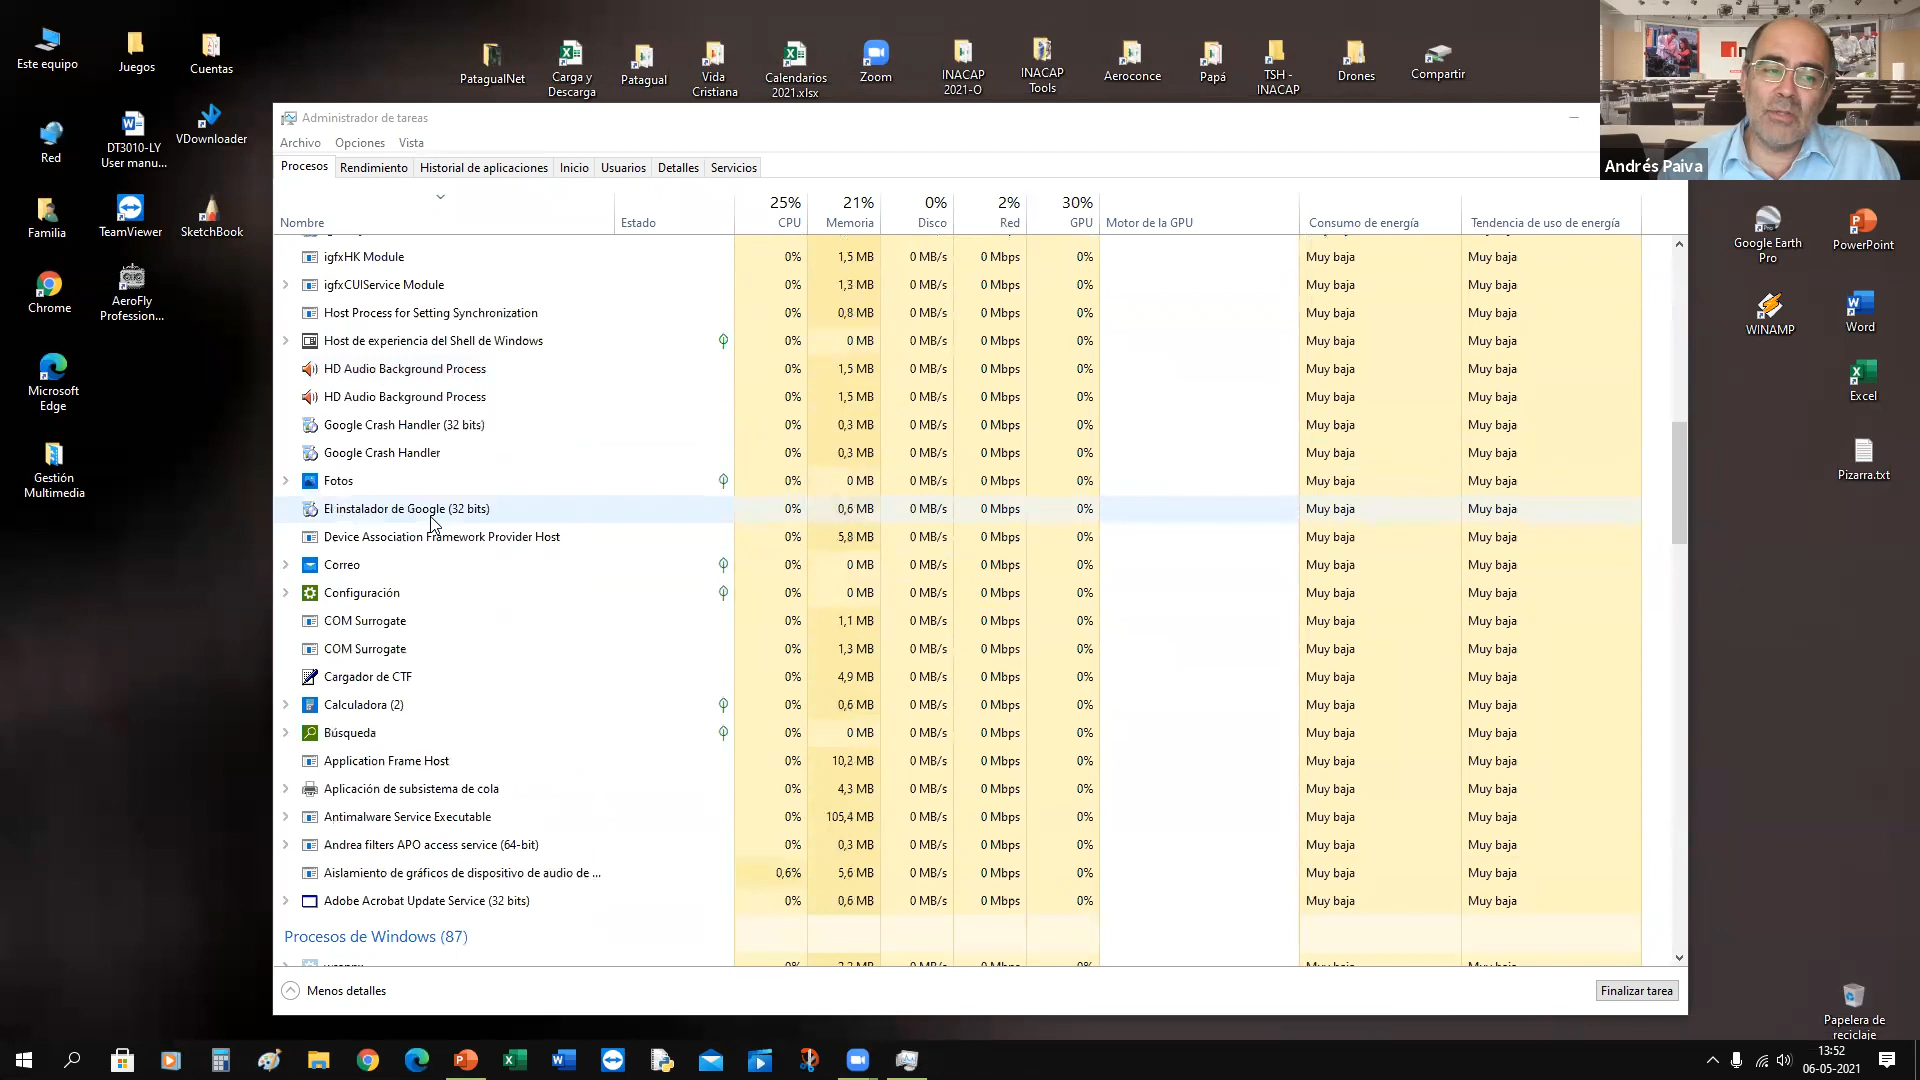 Este equipo
Juegos
Cuentas
PatagualNet
Carga y
Descarga
Patagual
Vida
Cristiana
Calendarios
2021.xlsx
Zoom
INACAP
2021-O
INACAP
Tools
Aeroconce
Papá
TSH -
INACAP
Drones
Compartir
Andrés Paiva
Red
DT3010-LY
User manu...
VDownloader
Familia
TeamViewer
SketchBook
Chrome
AeroFly
Profession...
Microsoft
Edge
Gestión
Multimedia
Google Earth
Pro
PowerPoint
WINAMP
Word
Excel
Pizarra.txt
Papelera de
reciclaje
Administrador de tareas
Archivo Opciones Vista
Procesos Rendimiento Historial de aplicaciones Inicio Usuarios Detalles Servicios
25% 21% 0% 2% 30%
Nombre Estado CPU Memoria Disco Red GPU Motor de la GPU Consumo de energía Tendencia de uso de energía
igfxHK Module 0% 1,5 MB 0 MB/s 0 Mbps 0% Muy baja Muy baja
igfxCUIService Module 0% 1,3 MB 0 MB/s 0 Mbps 0% Muy baja Muy baja
Host Process for Setting Synchronization 0% 0,8 MB 0 MB/s 0 Mbps 0% Muy baja Muy baja
Host de experiencia del Shell de Windows 0% 0 MB 0 MB/s 0 Mbps 0% Muy baja Muy baja
HD Audio Background Process 0% 1,5 MB 0 MB/s 0 Mbps 0% Muy baja Muy baja
HD Audio Background Process 0% 1,5 MB 0 MB/s 0 Mbps 0% Muy baja Muy baja
Google Crash Handler (32 bits) 0% 0,3 MB 0 MB/s 0 Mbps 0% Muy baja Muy baja
Google Crash Handler 0% 0,3 MB 0 MB/s 0 Mbps 0% Muy baja Muy baja
Fotos 0% 0 MB 0 MB/s 0 Mbps 0% Muy baja Muy baja
El instalador de Google (32 bits) 0% 0,6 MB 0 MB/s 0 Mbps 0% Muy baja Muy baja
Device Association Framework Provider Host 0% 5,8 MB 0 MB/s 0 Mbps 0% Muy baja Muy baja
Correo 0% 0 MB 0 MB/s 0 Mbps 0% Muy baja Muy baja
Configuración 0% 0 MB 0 MB/s 0 Mbps 0% Muy baja Muy baja
COM Surrogate 0% 1,1 MB 0 MB/s 0 Mbps 0% Muy baja Muy baja
COM Surrogate 0% 1,3 MB 0 MB/s 0 Mbps 0% Muy baja Muy baja
Cargador de CTF 0% 4,9 MB 0 MB/s 0 Mbps 0% Muy baja Muy baja
Calculadora (2) 0% 0,6 MB 0 MB/s 0 Mbps 0% Muy baja Muy baja
Búsqueda 0% 0 MB 0 MB/s 0 Mbps 0% Muy baja Muy baja
Application Frame Host 0% 10,2 MB 0 MB/s 0 Mbps 0% Muy baja Muy baja
Aplicación de subsistema de cola 0% 4,3 MB 0 MB/s 0 Mbps 0% Muy baja Muy baja
Antimalware Service Executable 0% 105,4 MB 0 MB/s 0 Mbps 0% Muy baja Muy baja
Andrea filters APO access service (64-bit) 0% 0,3 MB 0 MB/s 0 Mbps 0% Muy baja Muy baja
Aislamiento de gráficos de dispositivo de audio de ... 0,6% 5,6 MB 0 MB/s 0 Mbps 0% Muy baja Muy baja
Adobe Acrobat Update Service (32 bits) 0% 0,6 MB 0 MB/s 0 Mbps 0% Muy baja Muy baja
Procesos de Windows (87)
Menos detalles
Finalizar tarea
13:52
06-05-2021